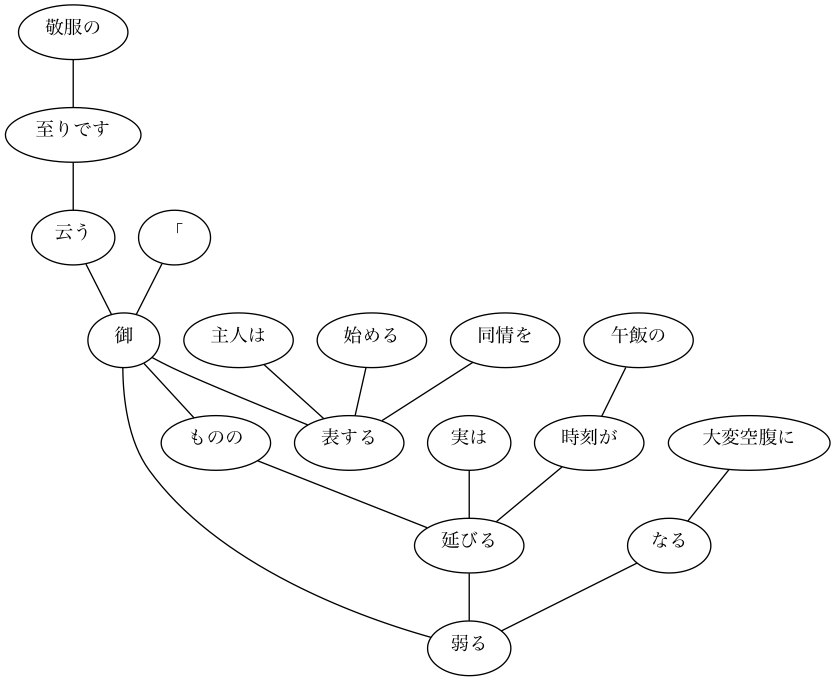 敬服の
至りです
云う
「
御
主人は
始める
同情を
午飯の
ものの
表する
実は
時刻が
大変空腹に
延びる
なる
弱る